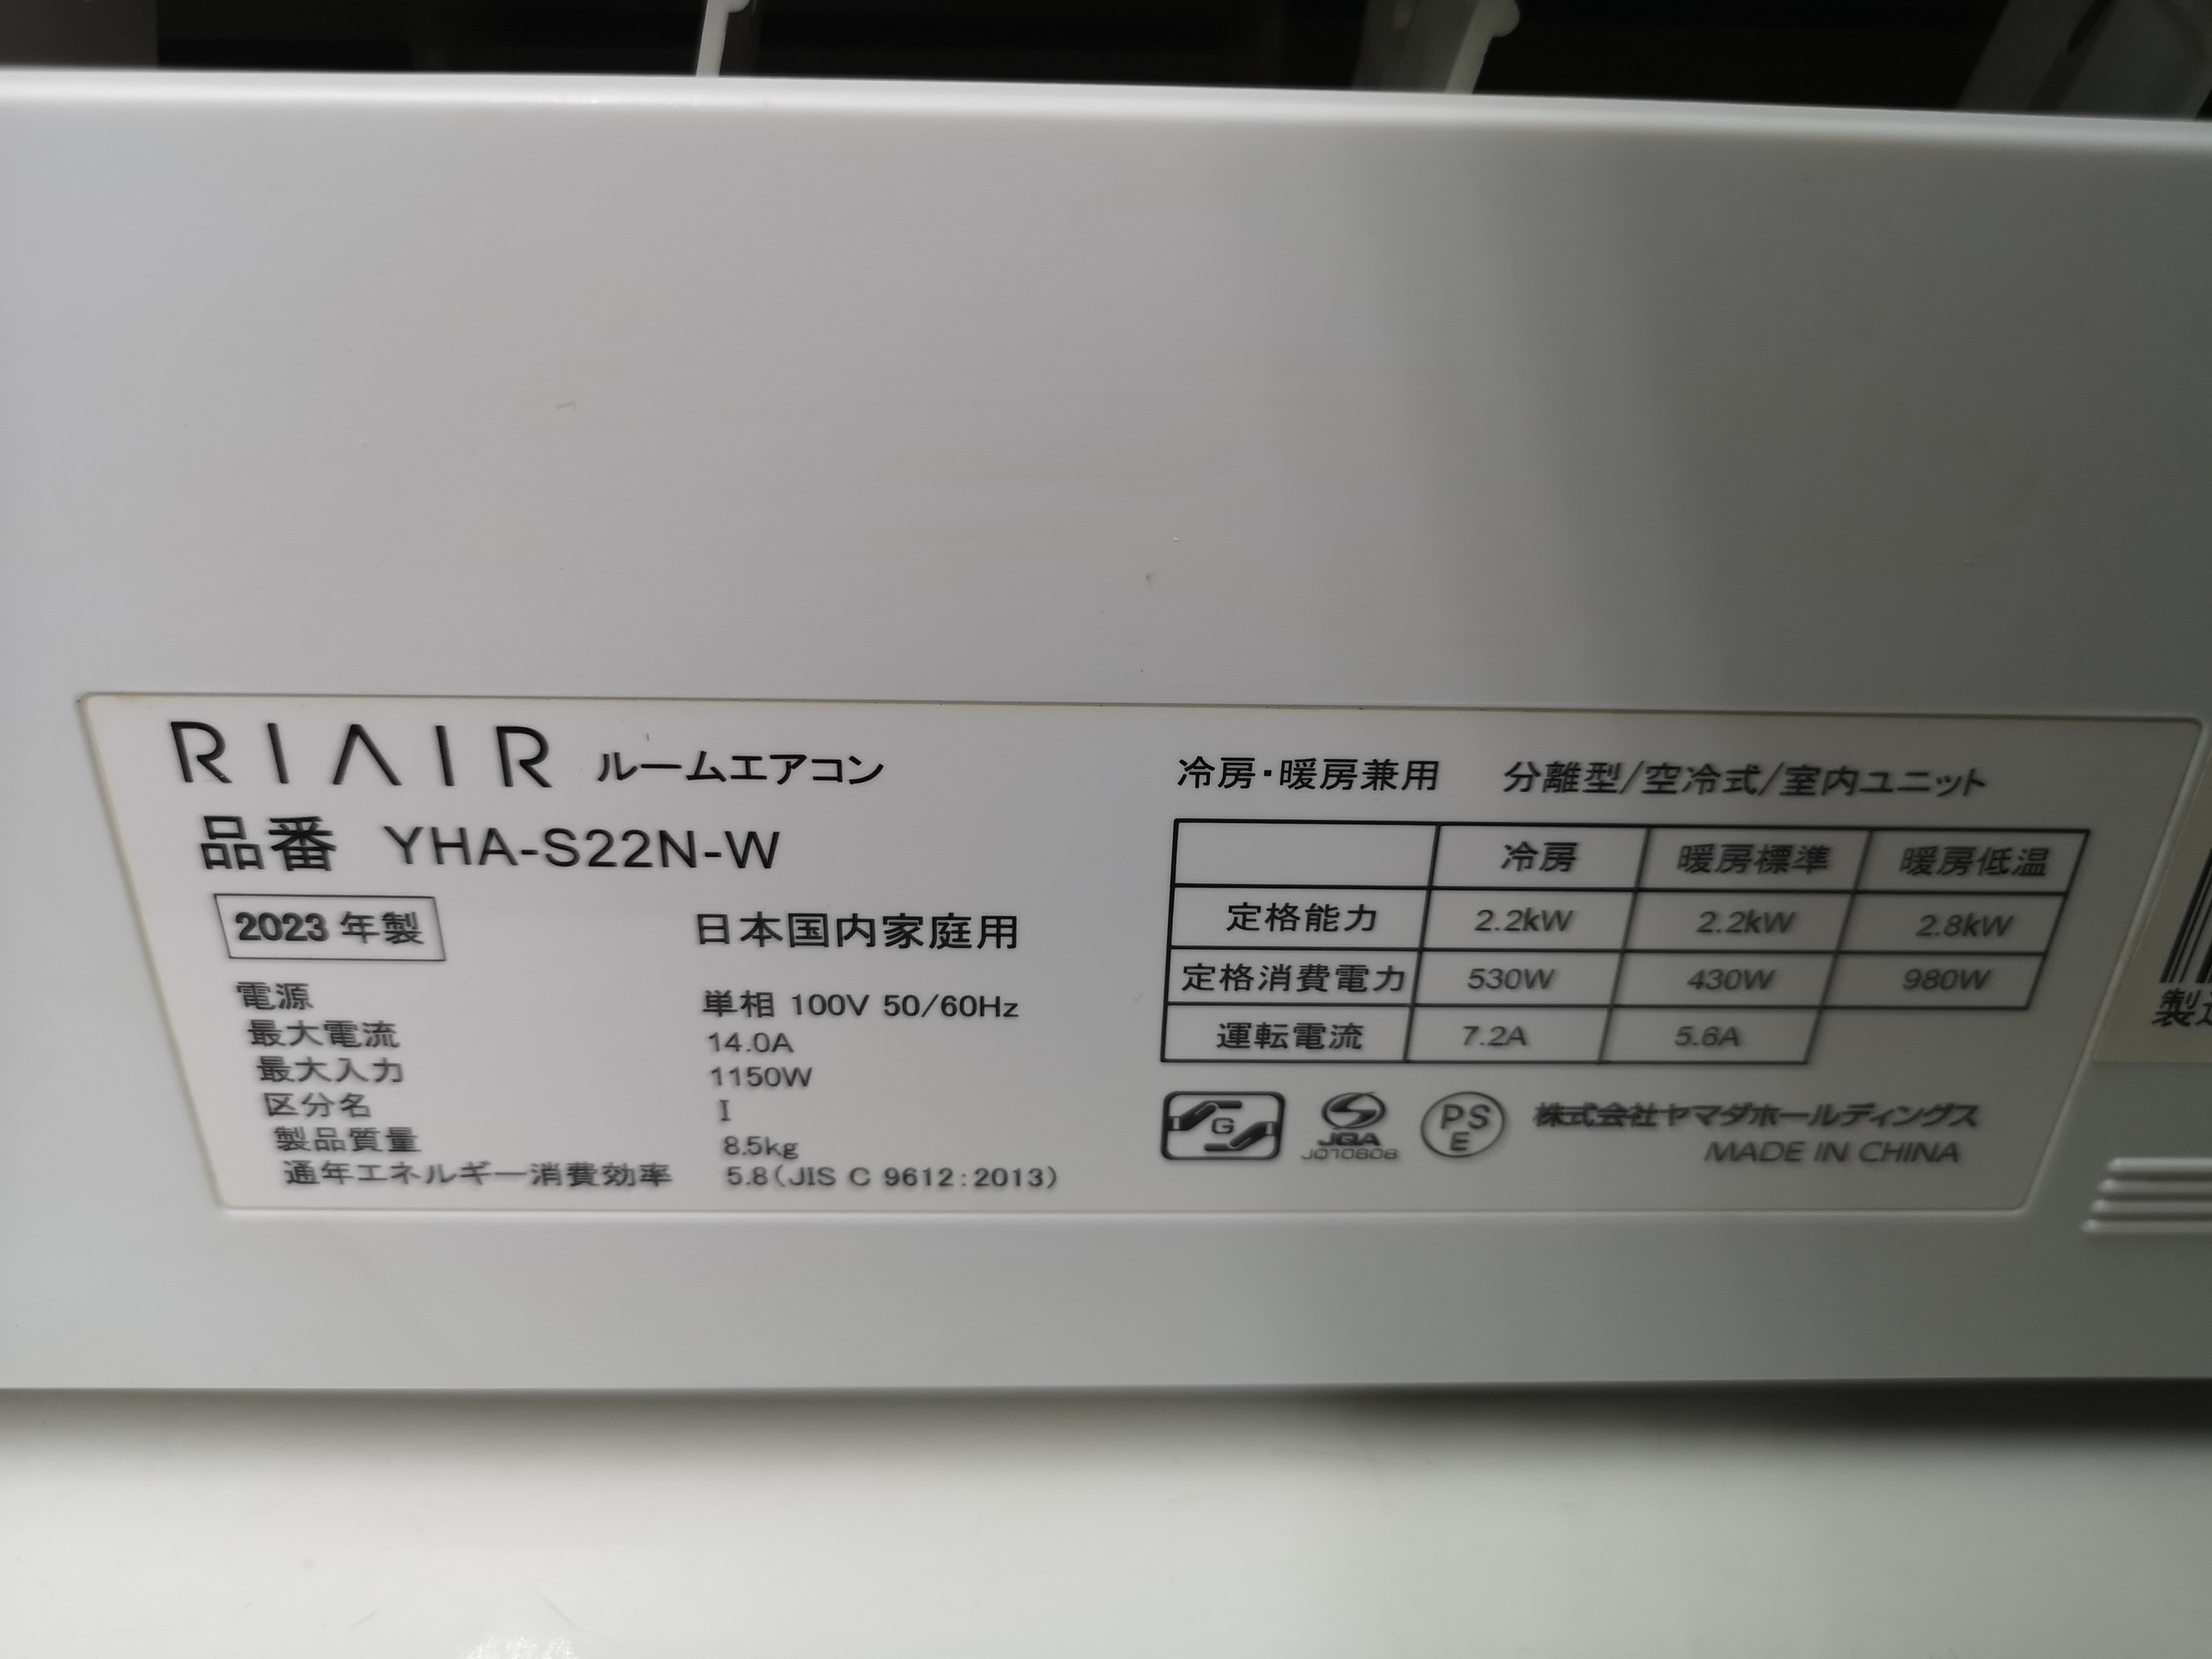 RIAIR ルームエアコン
品番 YHA-S22N-W
2023 年製 日本国内家庭用
電源 単相 100V 50/60Hz
最大電流 14.0A
最大入力 1150W
区分名 I
製品質量 8.5kg
通年エネルギー消費効率 5.8(JIS C 9612:2013)
冷房・暖房兼用 分離型/空冷式/室内ユニット
冷房 暖房標準 暖房低温
定格能力 2.2kW 2.2kW 2.8kW
定格消費電力 530W 430W 980W
運転電流 7.2A 5.6A
G
JQA
PS
E
株式会社ヤマダホールディングス
MADE IN CHINA